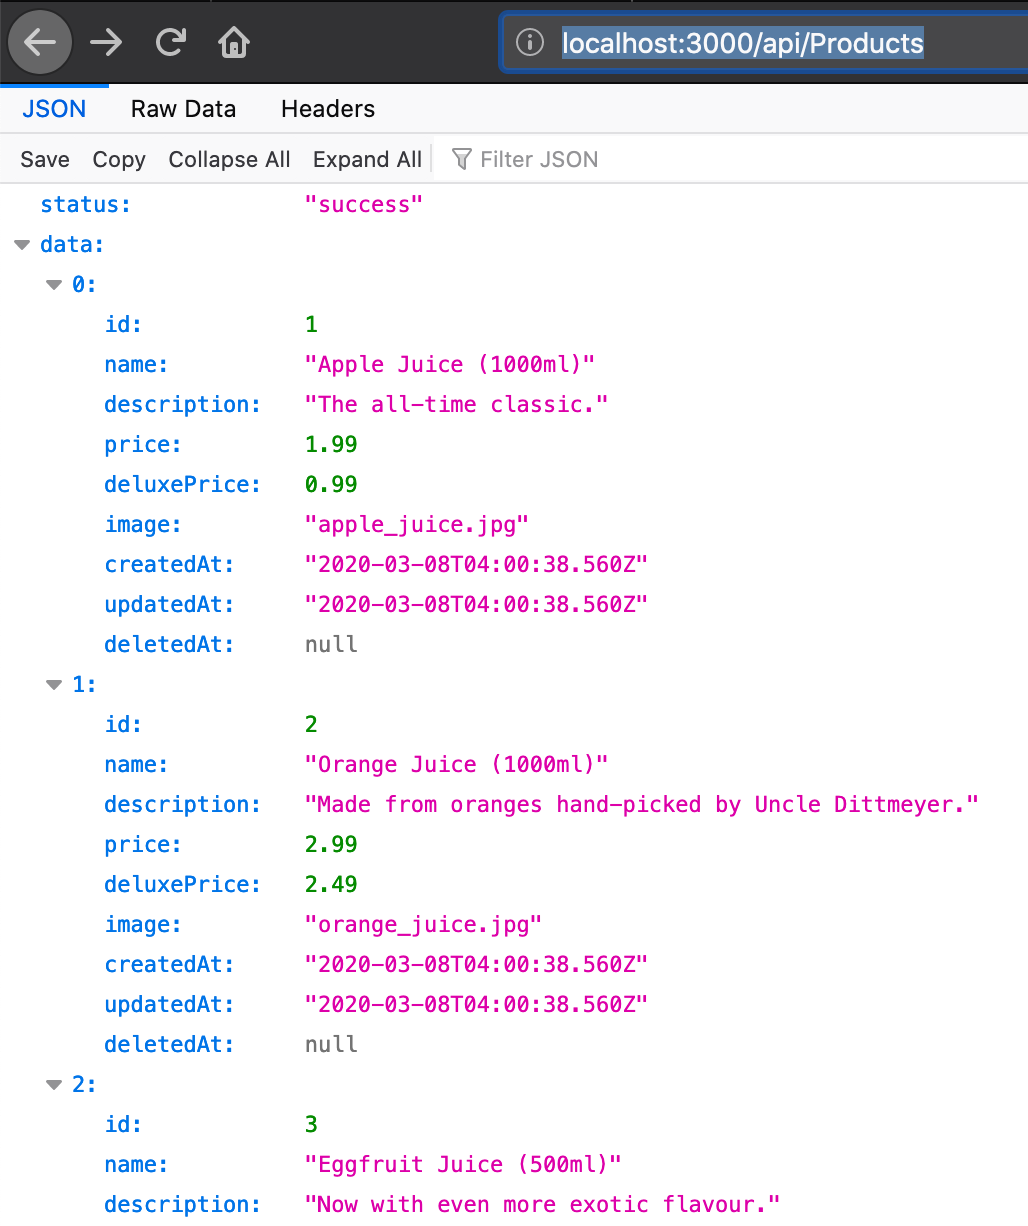 localhost:3000/api/Products
JSON Raw Data Headers
Save Copy Collapse All Expand All Filter JSON
status: "success"
data:
0:
id: 1
name: "Apple Juice (1000ml)"
description: "The all-time classic."
price: 1.99
deluxePrice: 0.99
image: "apple_juice.jpg"
createdAt: "2020-03-08T04:00:38.560Z"
updatedAt: "2020-03-08T04:00:38.560Z"
deletedAt: null
1:
id: 2
name: "Orange Juice (1000ml)"
description: "Made from oranges hand-picked by Uncle Dittmeyer."
price: 2.99
deluxePrice: 2.49
image: "orange_juice.jpg"
createdAt: "2020-03-08T04:00:38.560Z"
updatedAt: "2020-03-08T04:00:38.560Z"
deletedAt: null
2:
id: 3
name: "Eggfruit Juice (500ml)"
description: "Now with even more exotic flavour."